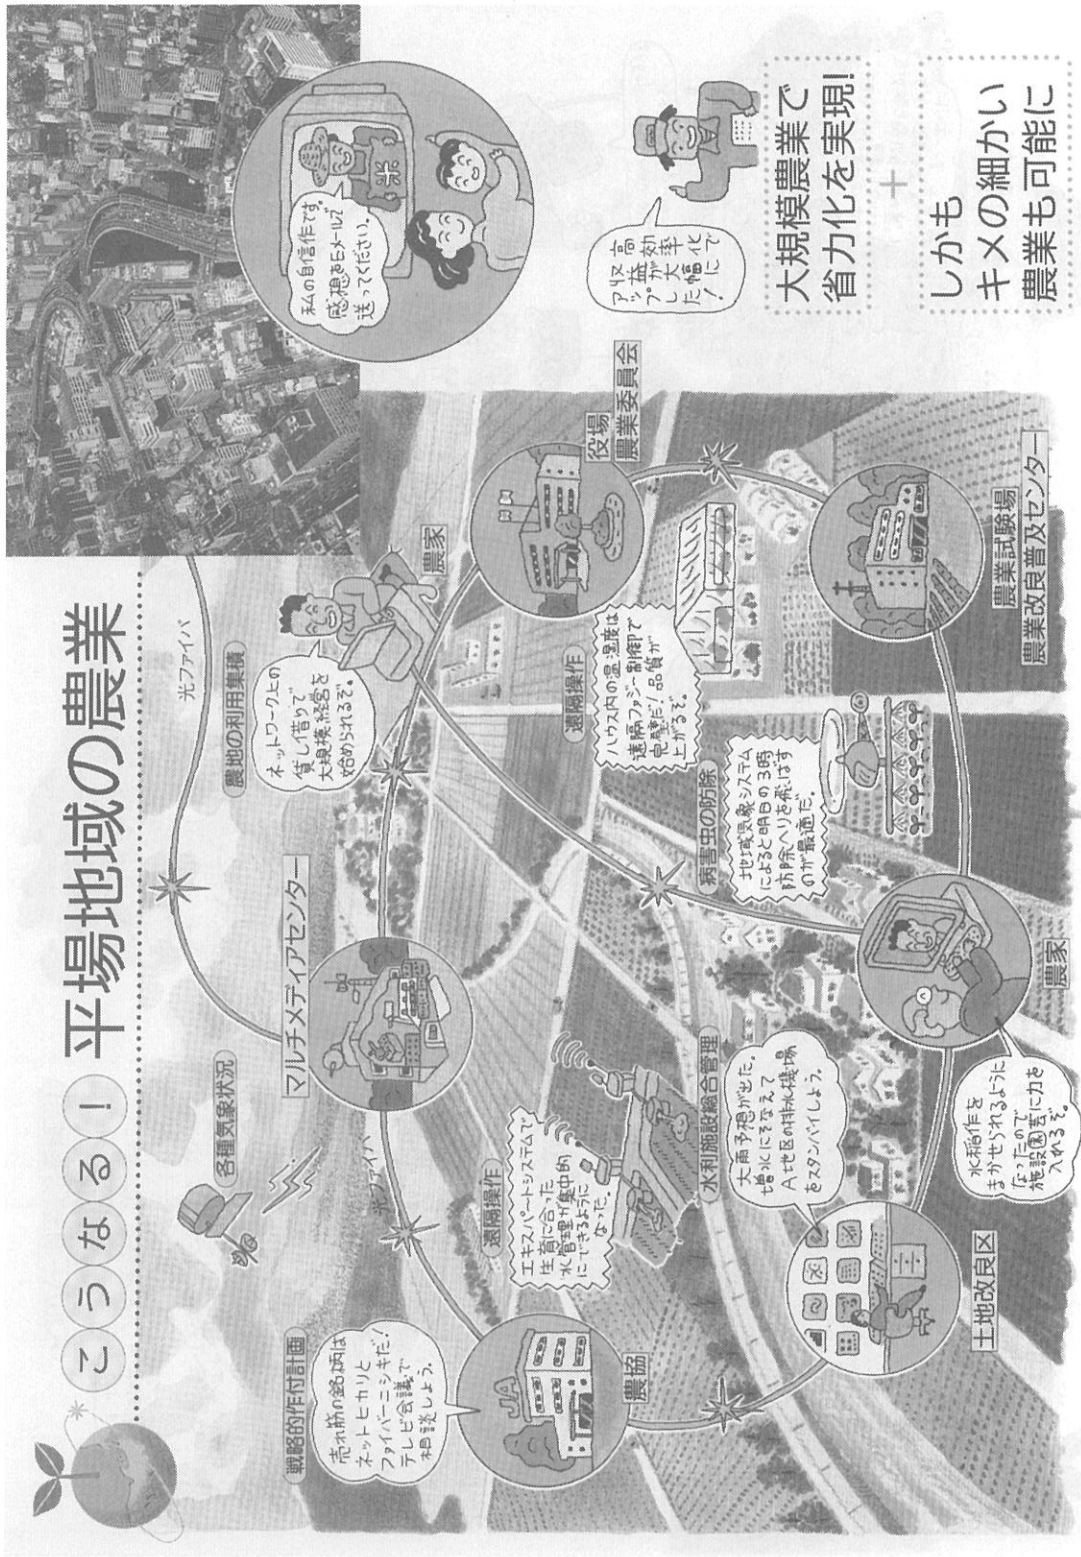 こうなる!
平場地域の農業
光ファイバ
私の自信作です。
感想をEメールで
送ってください。
農地の利用集積
ネットワーク上の
貸し借りで
大規模経営を
始められるぞ。
農家
各種気象状況
マルチメディアセンター
光ファイバ
戦略的作付計画
売れ筋の銘柄は
ネットヒカリと
ファイバーニシキだ!
テレビ会議で
相談しよう。
農協
遠隔操作
エキスパートシステムで
生育に合った
水管理が集中的
にできるように
なった。
水利施設総合管理
大雨予想が出た。
増水にそなえて
A地区の排水機場
をスタンバイしよう。
土地改良区
水稲作を
まかせられるように
なったので
施設園芸に力を
入れるぞ。
農家
病害虫の防除
地域気象システム
によると明日の3時
防除ヘリを飛ばす
のが最適だ。
遠隔操作
ハウス内の温湿度は
遠隔ファジー制御で
完璧だ!品質が
上がるぞ。
役場
農業委員会
農業試験場
農業改良普及センター
高効率化で
収益が大幅に
アップした!
大規模農業で
省力化を実現!
+
しかも
キメの細かい
農業も可能に
JA